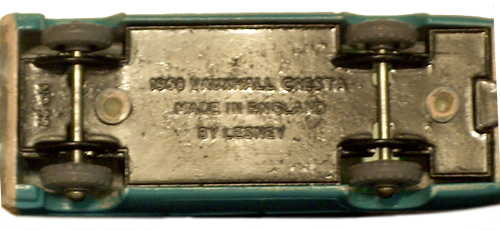 1960 VAUXHALL CRESTA
MADE IN ENGLAND
BY LESNEY